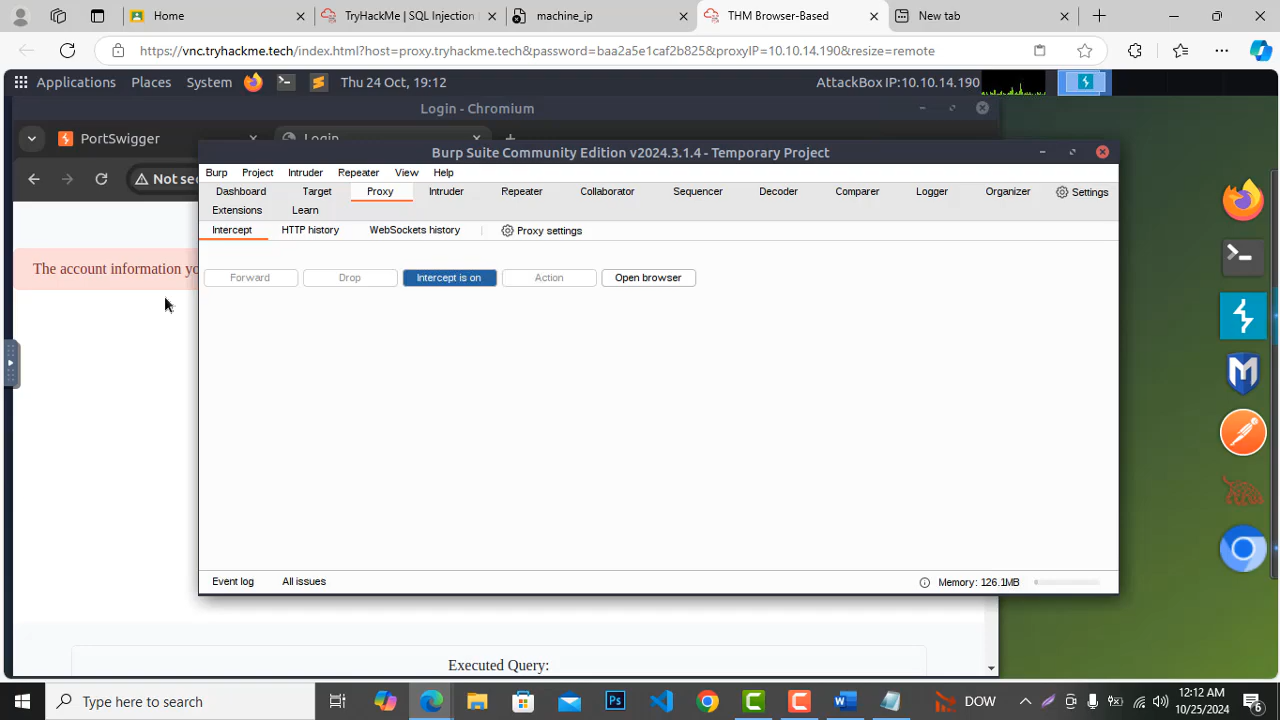 Home
TryHackMe | SQL Injection
machine_ip
THM Browser-Based
New tab
https://vnc.tryhackme.tech/index.html?host=proxy.tryhackme.tech&password=baa2a5e1caf2b825&proxyIP=10.10.14.190&resize=remote
Applications Places System Thu 24 Oct, 19:12 AttackBox IP:10.10.14.190
Login - Chromium
PortSwigger Login
Not sec
Burp Suite Community Edition v2024.3.1.4 - Temporary Project
Burp Project Intruder Repeater View Help
Dashboard Target Proxy Intruder Repeater Collaborator Sequencer Decoder Comparer Logger Organizer Settings
Extensions Learn
Intercept HTTP history WebSockets history Proxy settings
The account information yo
Forward Drop Intercept is on Action Open browser
Event log All issues Memory: 126.1MB
Executed Query:
Type here to search
DOW
12:12 AM
10/25/2024
6